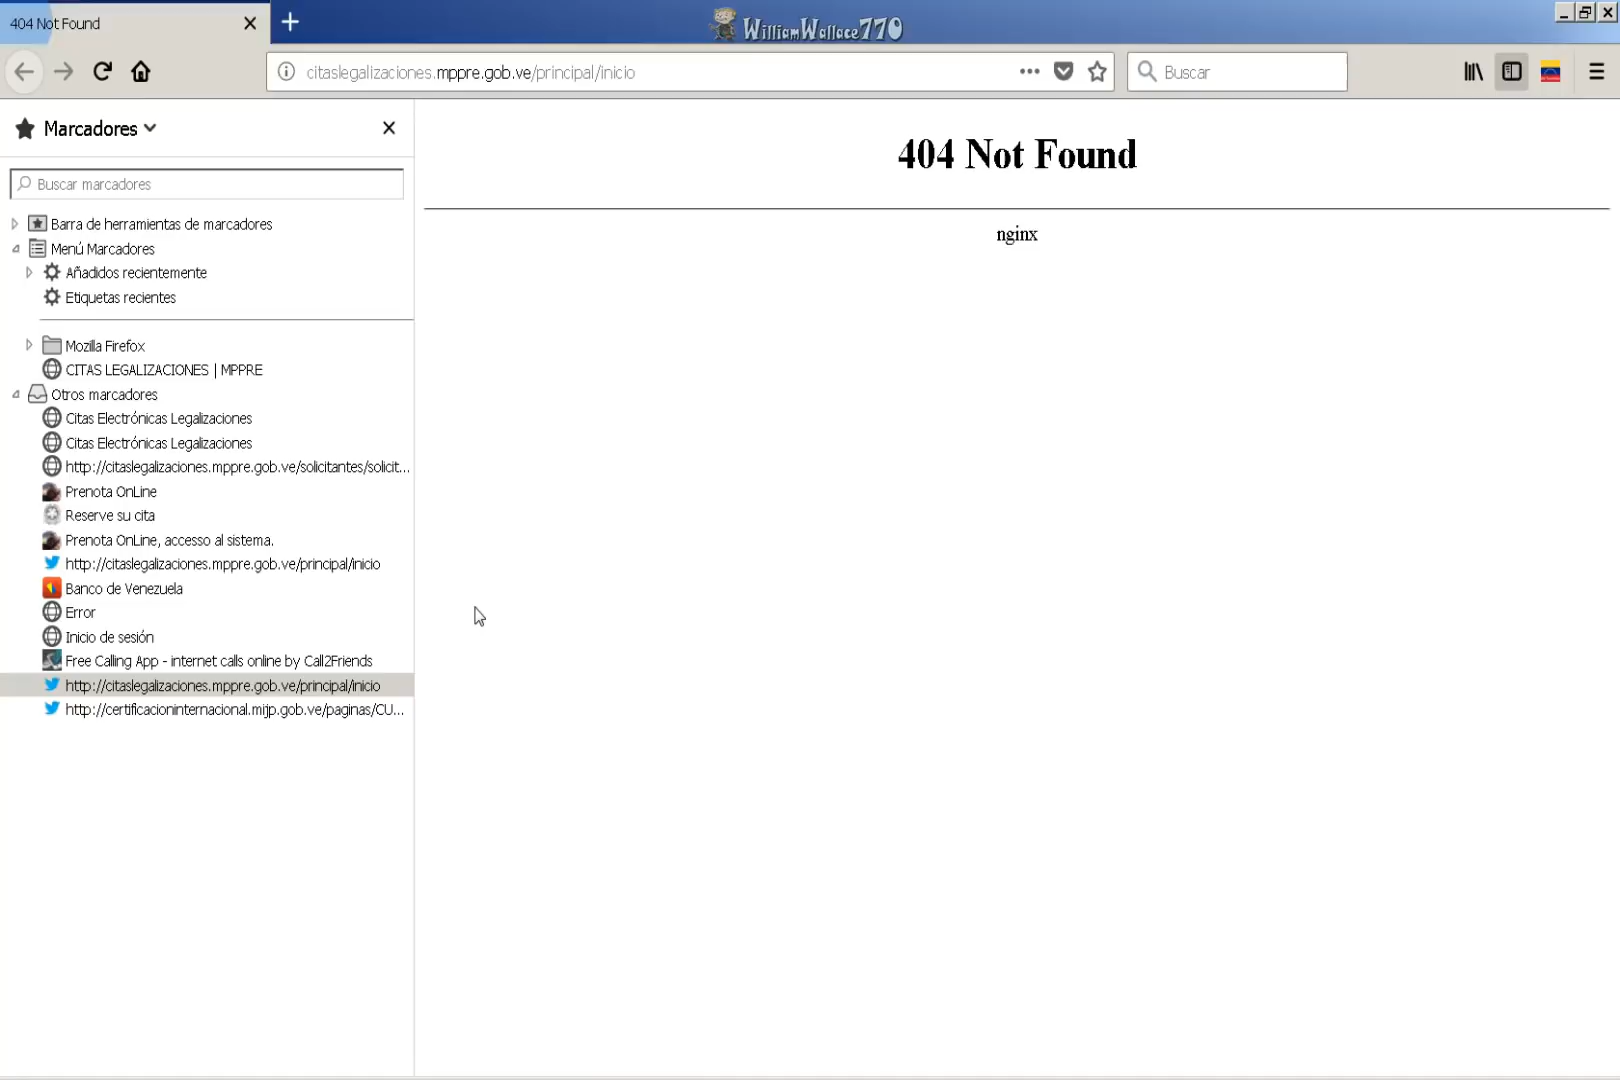 404 Not Found
WilliamWallace770
citaslegalizaciones.mppre.gob.ve/principal/inicio
Buscar
Marcadores
Buscar marcadores
Barra de herramientas de marcadores
Menú Marcadores
Añadidos recientemente
Etiquetas recientes
Mozilla Firefox
CITAS LEGALIZACIONES | MPPRE
Otros marcadores
Citas Electrónicas Legalizaciones
Citas Electrónicas Legalizaciones
http://citaslegalizaciones.mppre.gob.ve/solicitantes/solicit...
Prenota OnLine
Reserve su cita
Prenota OnLine, accesso al sistema.
http://citaslegalizaciones.mppre.gob.ve/principal/inicio
Banco de Venezuela
Error
Inicio de sesión
Free Calling App - internet calls online by Call2Friends
http://citaslegalizaciones.mppre.gob.ve/principal/inicio
http://certificacioninternacional.mijp.gob.ve/paginas/CU...
404 Not Found
nginx